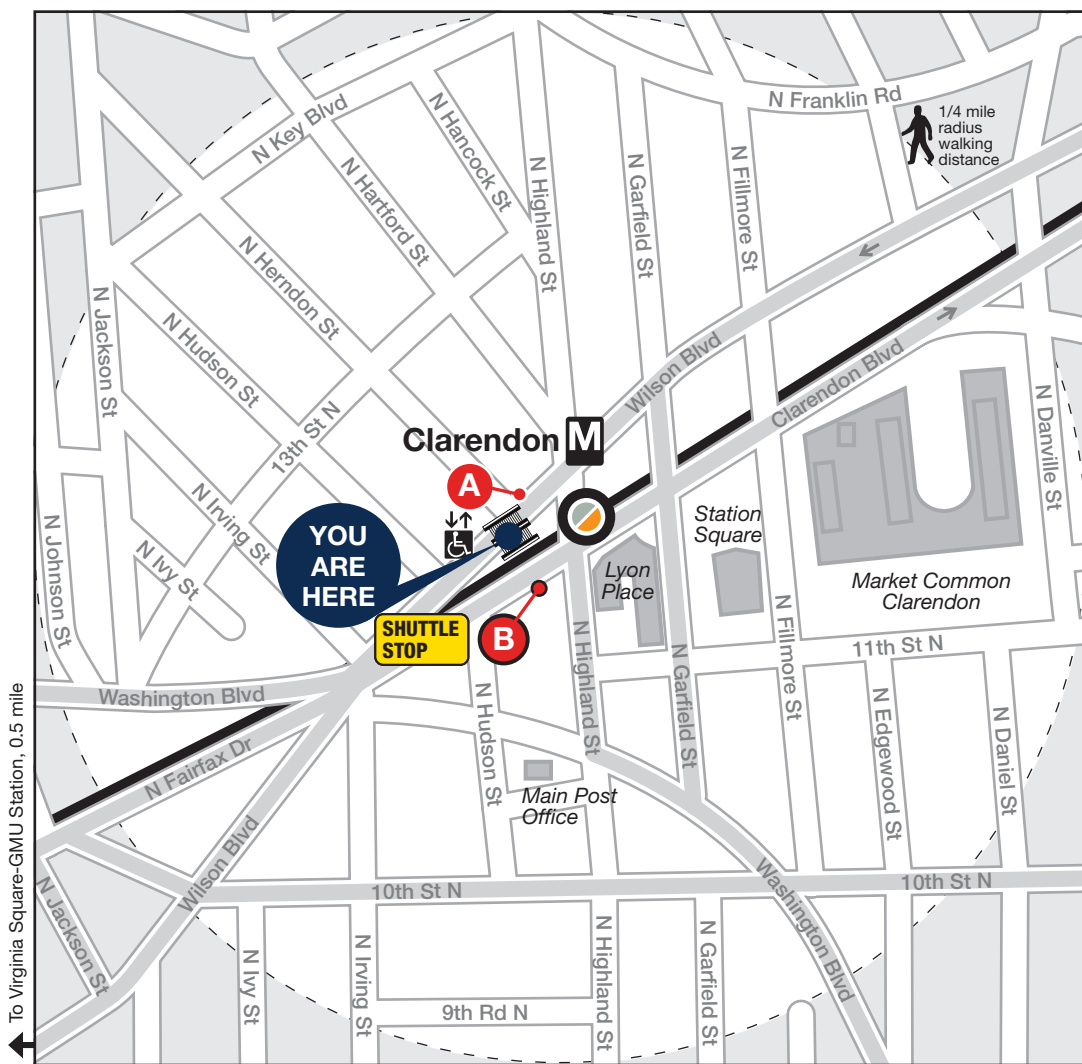 N Franklin Rd
1/4 mile
radius
walking
distance
N Key Blvd
N Hancock St
N Hartford St
N Highland St
N Garfield St
N Fillmore St
N Herndon St
N Hudson St
N Jackson St
Wilson Blvd
Clarendon Blvd
N Danville St
13th St N
Clarendon M
A
N Irving St
N Ivy St
N Johnson St
YOU
ARE
HERE
Station
Square
Lyon
Place
Market Common
Clarendon
SHUTTLE
STOP
B
11th St N
Washington Blvd
N Fairfax Dr
N Hudson St
N Highland St
N Garfield St
N Fillmore St
N Edgewood St
N Daniel St
Main Post
Office
Wilson Blvd
N Jackson St
10th St N
Washington Blvd
10th St N
N Ivy St
N Irving St
9th Rd N
N Highland St
N Garfield St
To Virginia Square-GMU Station, 0.5 mile